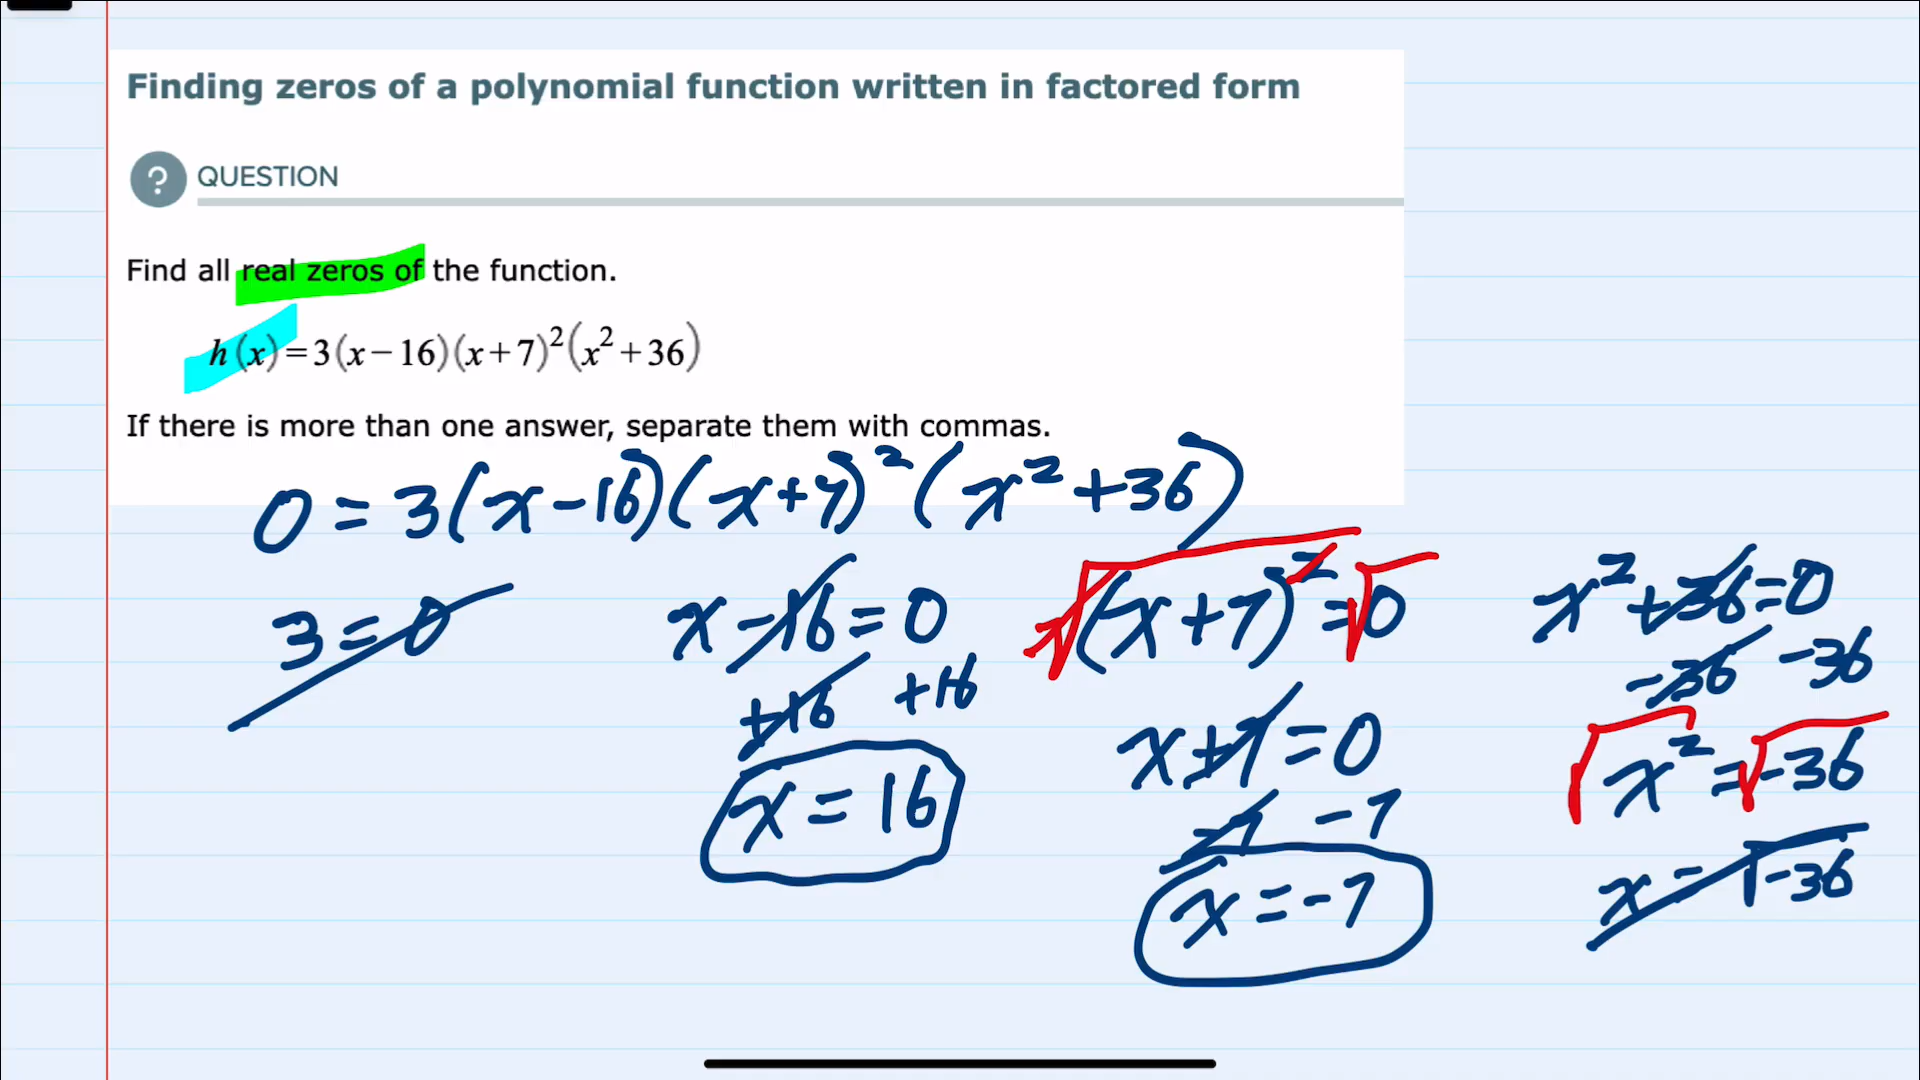 Finding zeros of a polynomial function written in factored form
? QUESTION
Find all real zeros of the function.
h(x)=3(x−16)(x+7)²(x²+36)
If there is more than one answer, separate them with commas.
0 = 3(x-16)(x+7)²(x²+36)
3=0
x-16=0
+16 +16
x = 16
√(x+7)²=√0
x+7=0
-7 -7
x=-7
x²+36=0
-36 -36
√x²=√-36
x=√-36